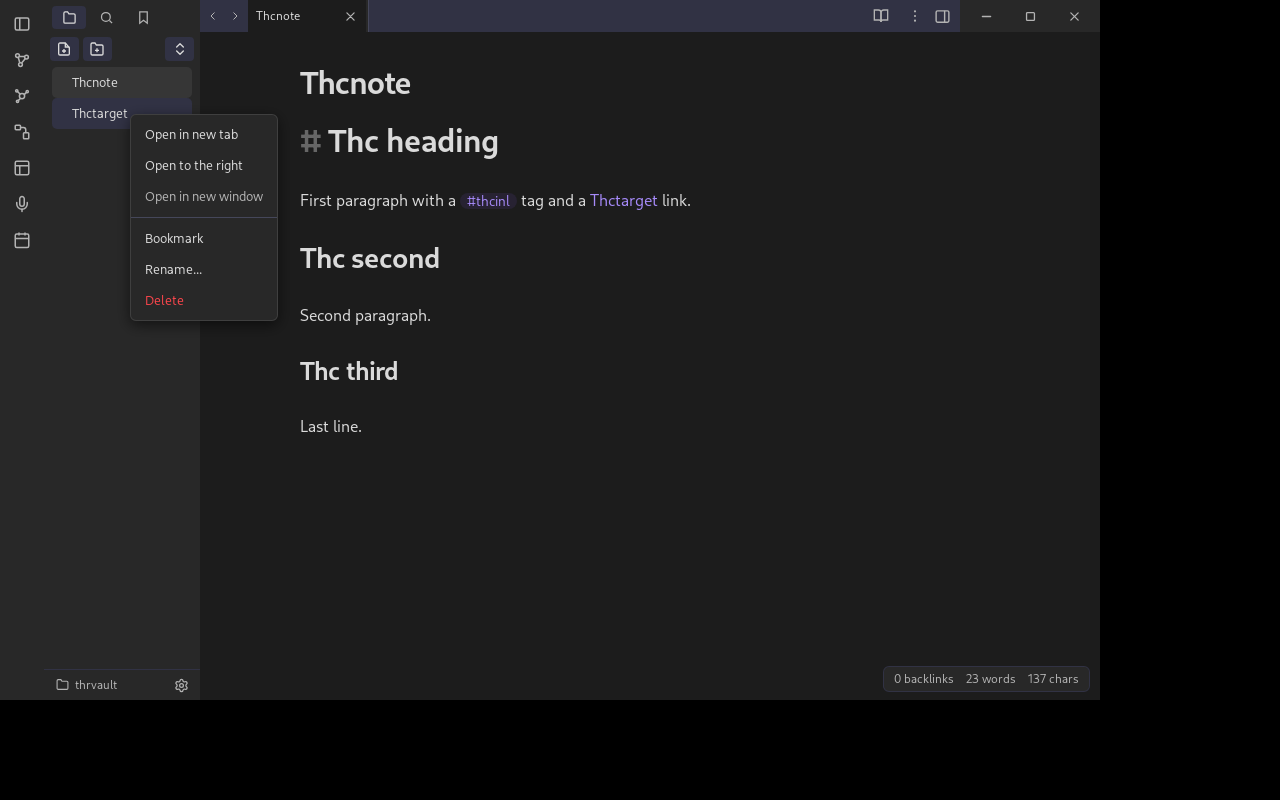 Thcnote
Thcnote
Thctarget
Open in new tab
Open to the right
Open in new window
Bookmark
Rename...
Delete
Thcnote
# Thc heading
First paragraph with a #thcinl tag and a Thctarget link.
Thc second
Second paragraph.
Thc third
Last line.
thrvault
0 backlinks 23 words 137 chars